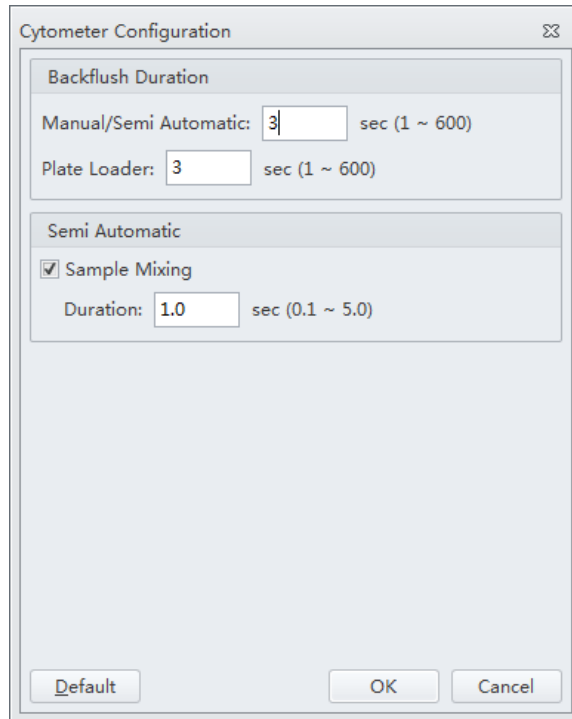 Cytometer Configuration
Backflush Duration
Manual/Semi Automatic: 3 sec (1 ~ 600)
Plate Loader: 3 sec (1 ~ 600)
Semi Automatic
Sample Mixing
Duration: 1.0 sec (0.1 ~ 5.0)
Default OK Cancel